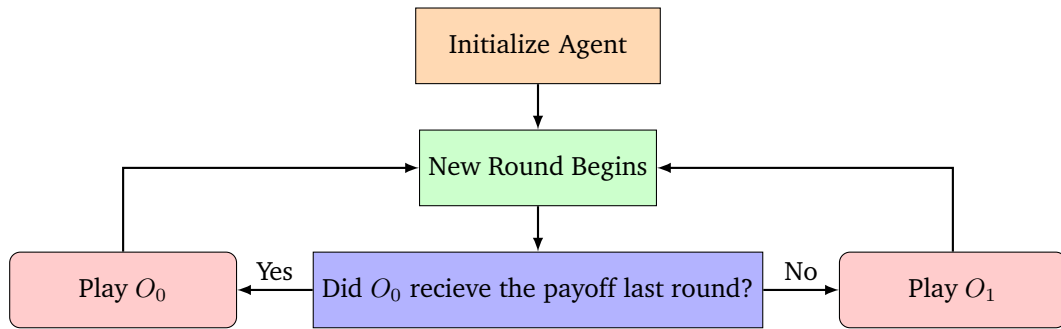 Initialize Agent
New Round Begins
Play O₀
Yes
Did O₀ recieve the payoff last round?
No
Play O₁